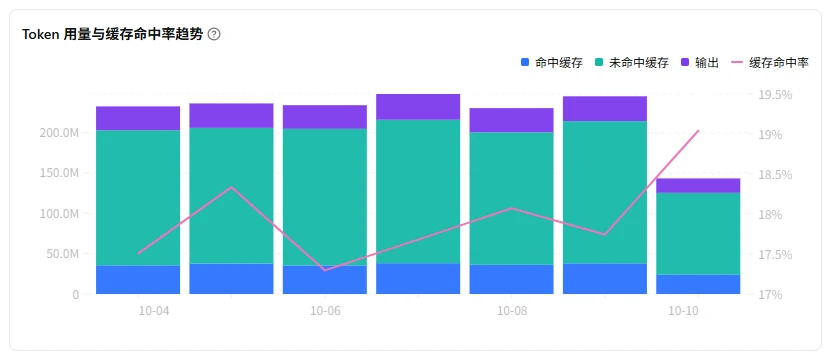 Token 用量与缓存命中率趋势 ?
命中缓存 未命中缓存 输出 缓存命中率
19.5%
200.0M 19%
150.0M 18.5%
100.0M 18%
50.0M 17.5%
0 17%
10-04 10-06 10-08 10-10